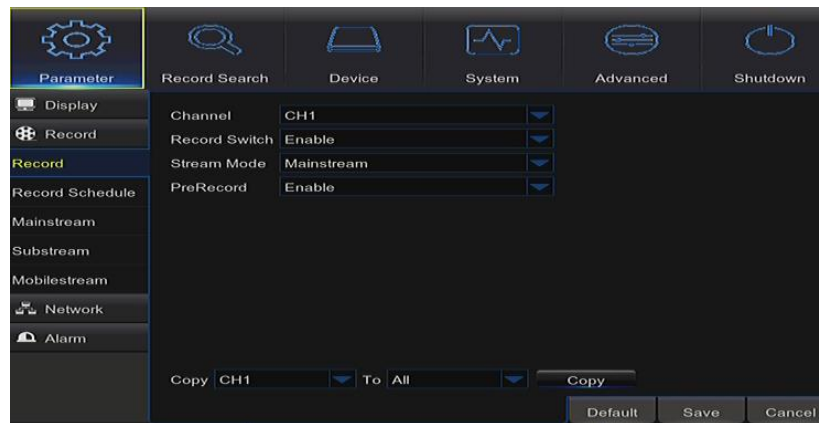 Parameter Record Search Device System Advanced Shutdown
Display
Record
Record
Record Schedule
Mainstream
Substream
Mobilestream
Network
Alarm
Channel CH1
Record Switch Enable
Stream Mode Mainstream
PreRecord Enable
Copy CH1 To All Copy
Default Save Cancel